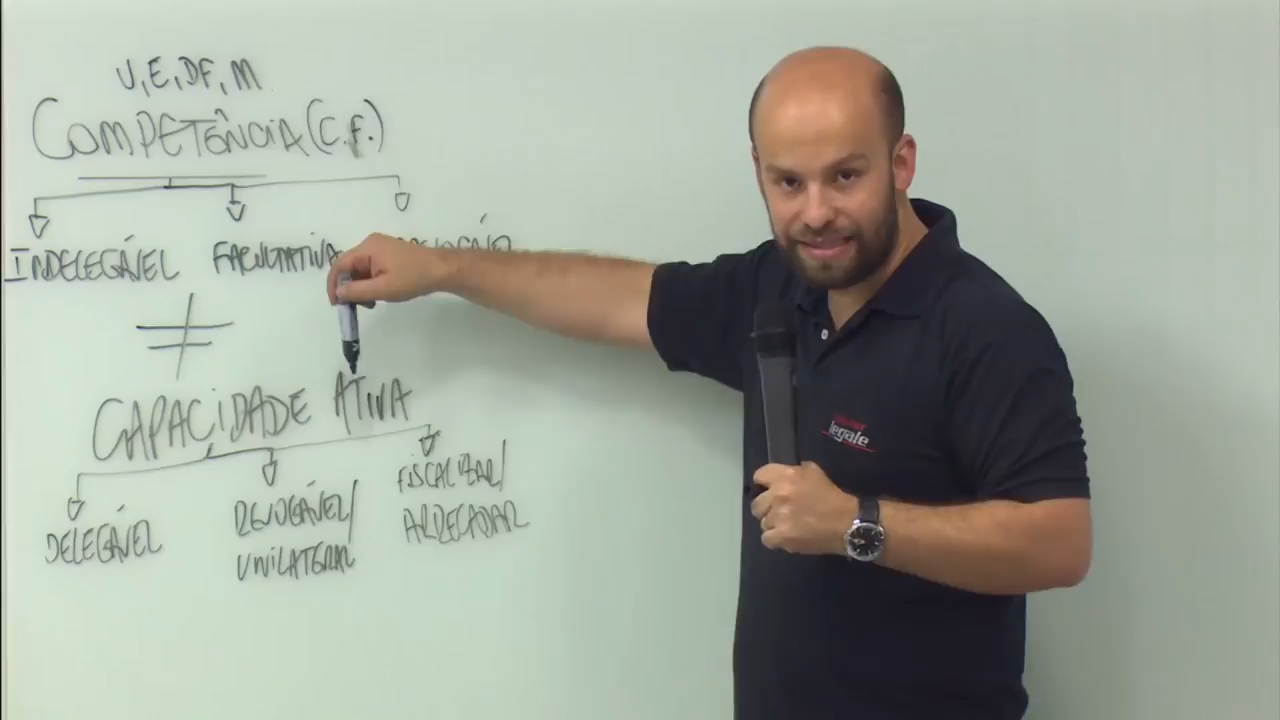 U, E, DF, M
COMPETÊNCIA (C.F.)
INDELEGÁVEL FACULTATIVA
≠
CAPACIDADE ATIVA
DELEGÁVEL REVOGÁVEL/ FISCALIZAR/
UNILATERAL ARRECADAR
legale